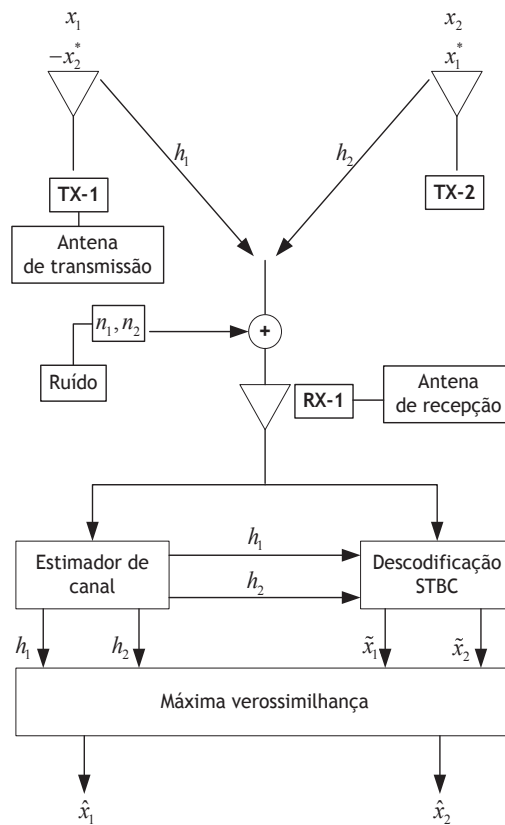 x₁
x₂
−x₂*
x₁*
h₁
h₂
TX-1
TX-2
Antena
de transmissão
n₁, n₂
+
Ruído
RX-1
Antena
de recepção
Estimador de
canal
h₁
h₂
Descodificação
STBC
h₁
h₂
x̃₁
x̃₂
Máxima verossimilhança
x̂₁
x̂₂